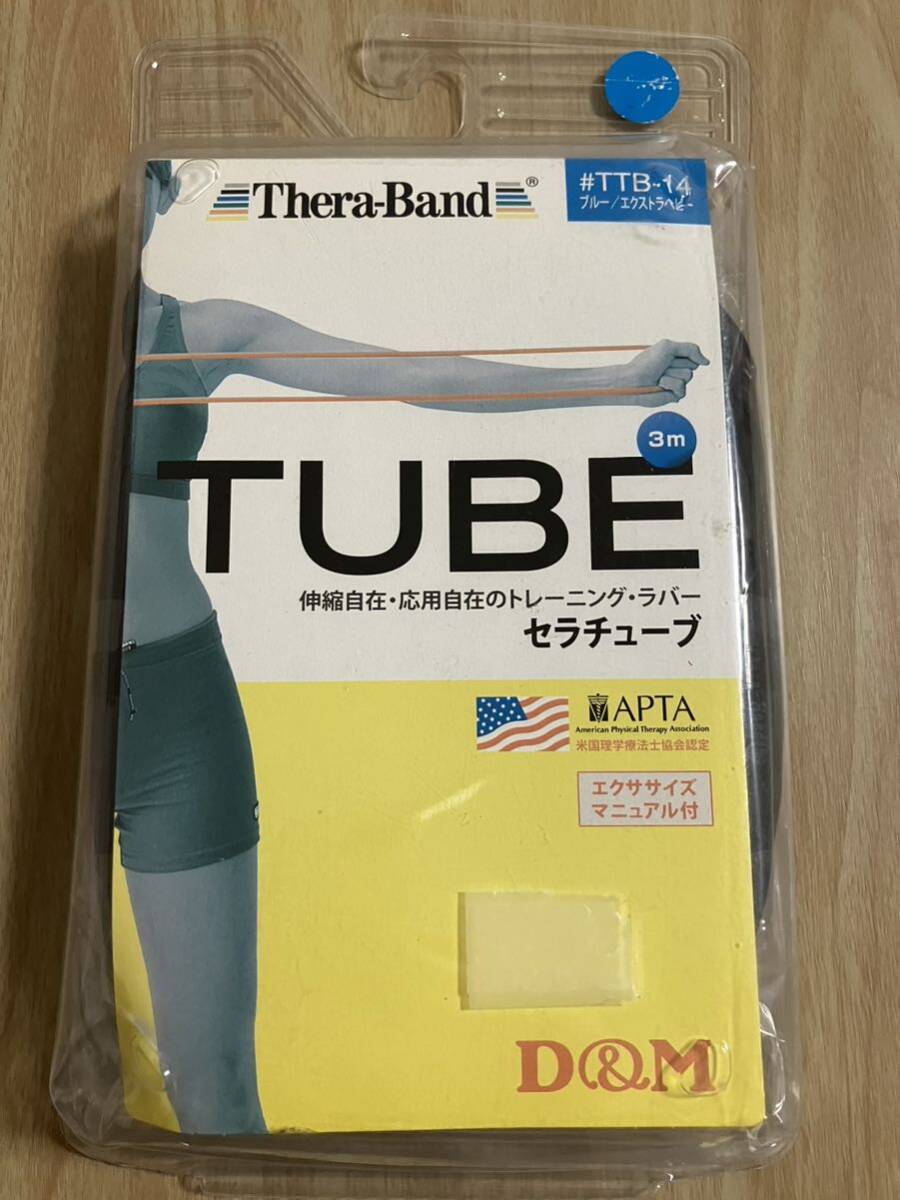 Thera-Band®
#TTB-14
ブルー/エクストラヘビー
3m
TUBE
伸縮自在・応用自在のトレーニング・ラバー
セラチューブ
APTA
American Physical Therapy Association
米国理学療法士協会認定
エクササイズ
マニュアル付
D&M